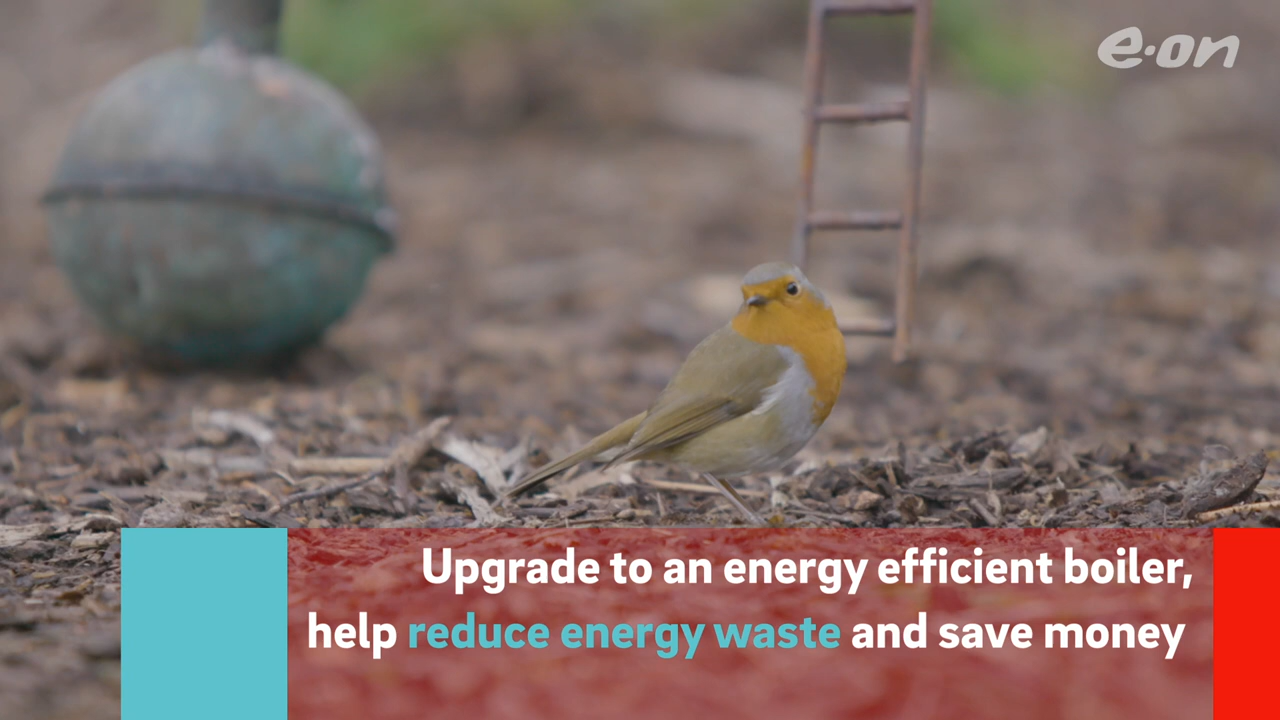 e·on
Upgrade to an energy efficient boiler,
help reduce energy waste and save money